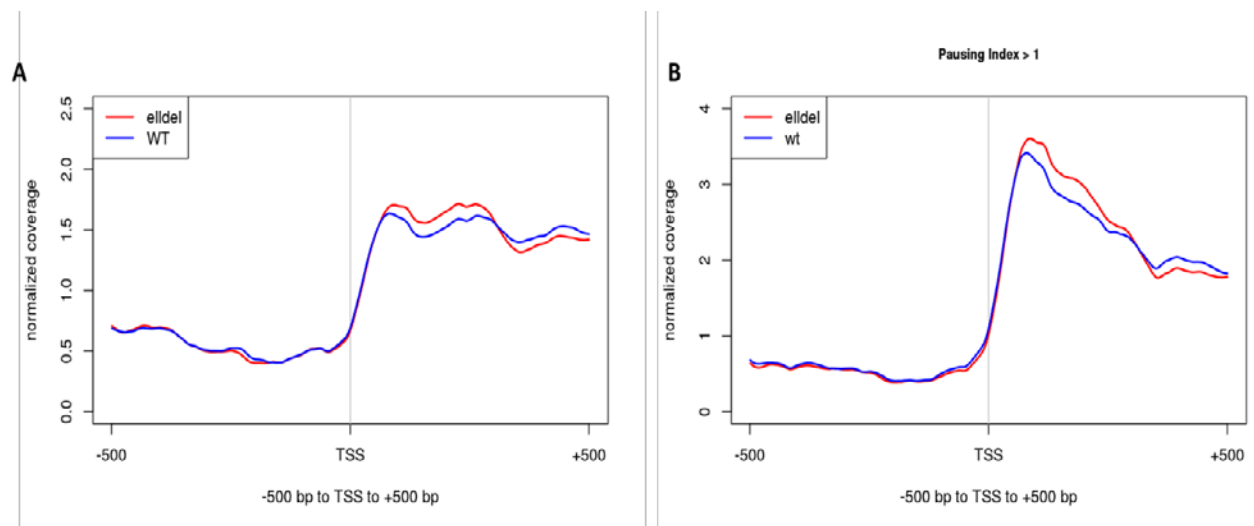 A
2.5
2.0
1.5
1.0
0.5
0.0
normalized coverage
elldel
WT
-500
TSS
+500
-500 bp to TSS to +500 bp
B
Pausing Index > 1
4
3
2
1
0
normalized coverage
elldel
wt
-500
TSS
+500
-500 bp to TSS to +500 bp